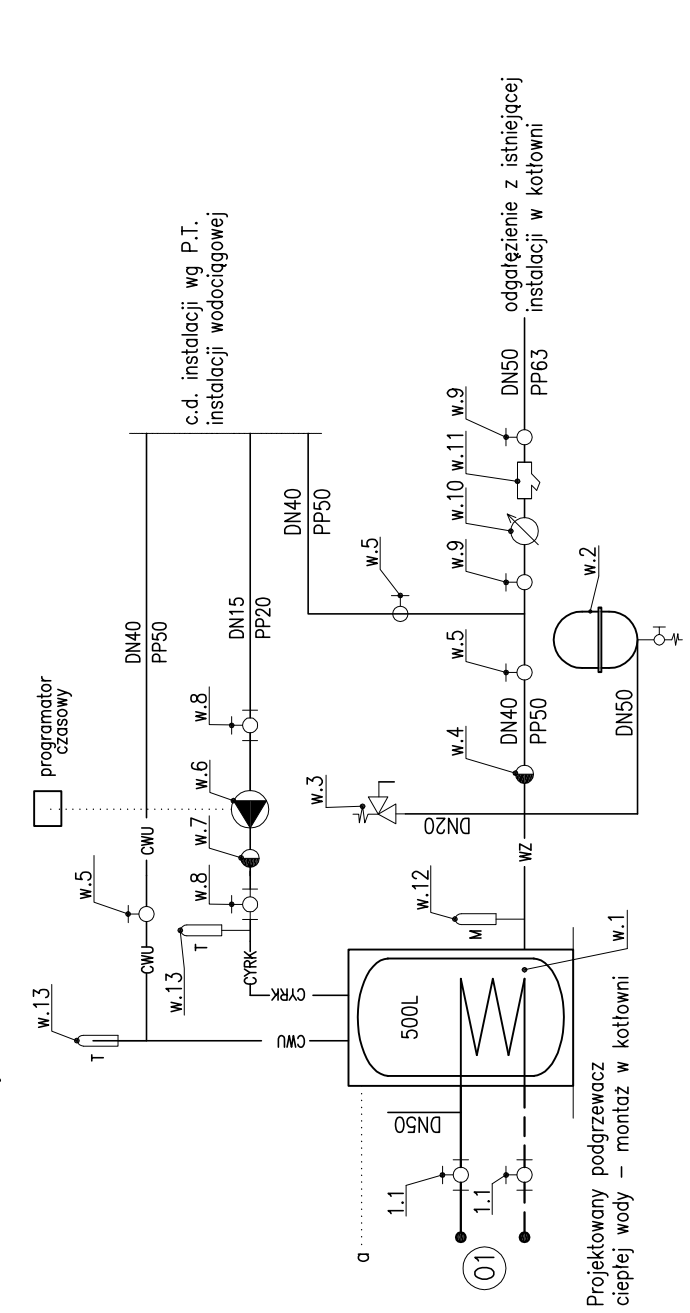 programator
czasowy
c.d. instalacji wg P.T.
instalacji wodociągowej
odgałęzienie z istniejącej
instalacji w kotłowni
w.13
w.5
CWU
CWU
DN40
PP50
T
w.13
T
w.8
w.7
w.6
w.8
DN15
PP20
CYRK
CYRK
CWU
w.3
DN20
w.5
DN40
PP50
w.12
M
WZ
w.4
DN40
PP50
w.5
w.9
w.10
w.11
w.9
DN50
PP63
w.2
DN50
500L
w.1
a
DN50
1.1
1.1
01
Projektowany podgrzewacz
ciepłej wody – montaż w kotłowni